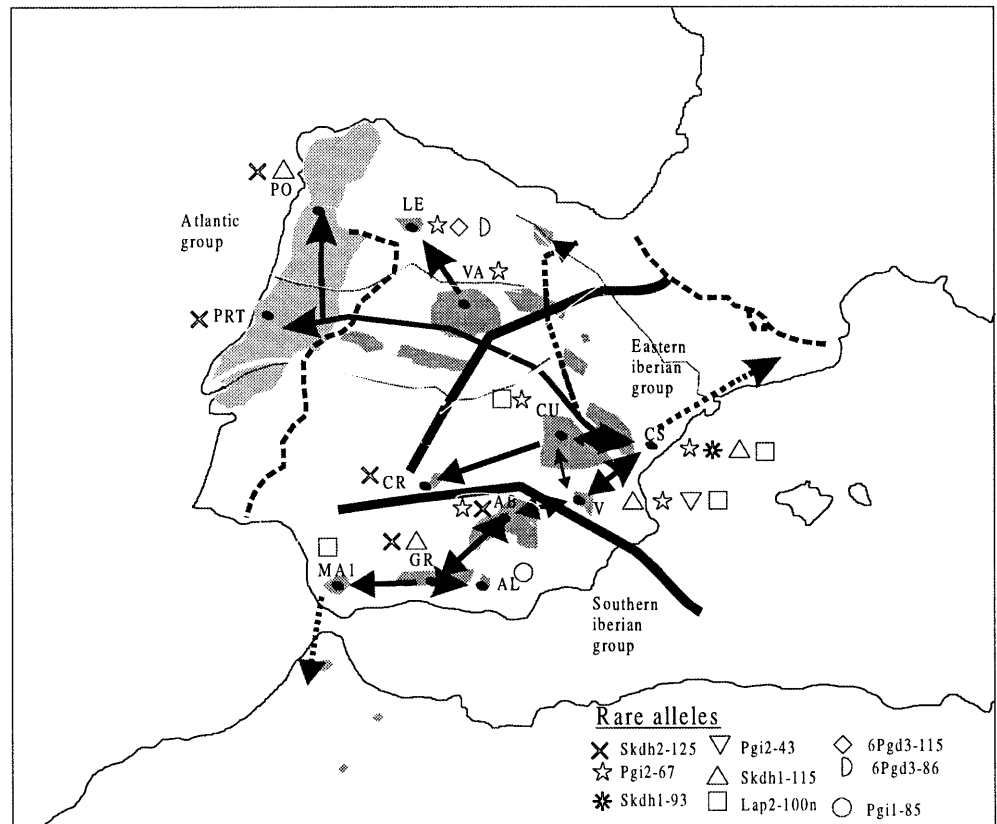 PO
Atlantic
group
LE
VA
PRT
Eastern
iberian
group
CU
CS
CR
AB
V
GR
MA1
AL
Southern
iberian
group
Rare alleles
Skdh2-125
Pgi2-43
6Pgd3-115
Pgi2-67
Skdh1-115
6Pgd3-86
Skdh1-93
Lap2-100n
Pgi1-85